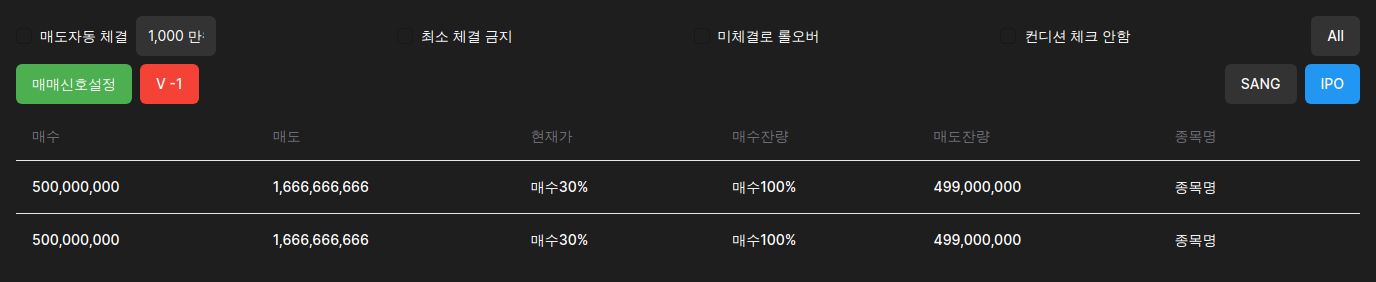 매도자동 체결 1,000 만 최소 체결 금지 미체결로 롤오버 컨디션 체크 안함 All
매매신호설정 V -1 SANG IPO
매수 매도 현재가 매수잔량 매도잔량 종목명
500,000,000 1,666,666,666 매수30% 매수100% 499,000,000 종목명
500,000,000 1,666,666,666 매수30% 매수100% 499,000,000 종목명